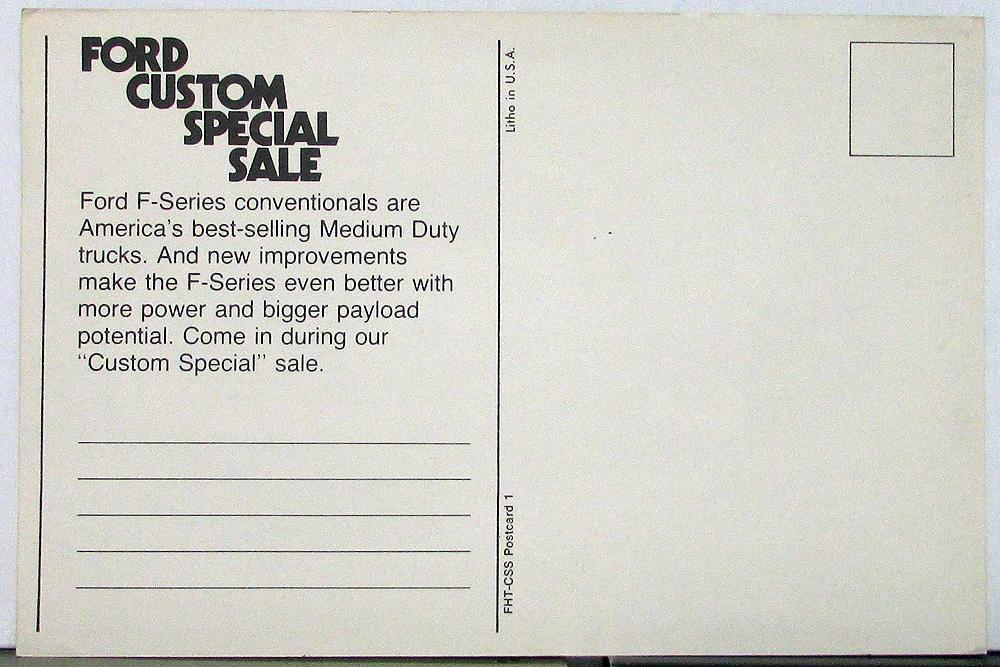 FORD
CUSTOM
SPECIAL
SALE
Ford F-Series conventionals are
America's best-selling Medium Duty
trucks. And new improvements
make the F-Series even better with
more power and bigger payload
potential. Come in during our
"Custom Special" sale.
Litho in U.S.A.
FHT-CSS Postcard 1